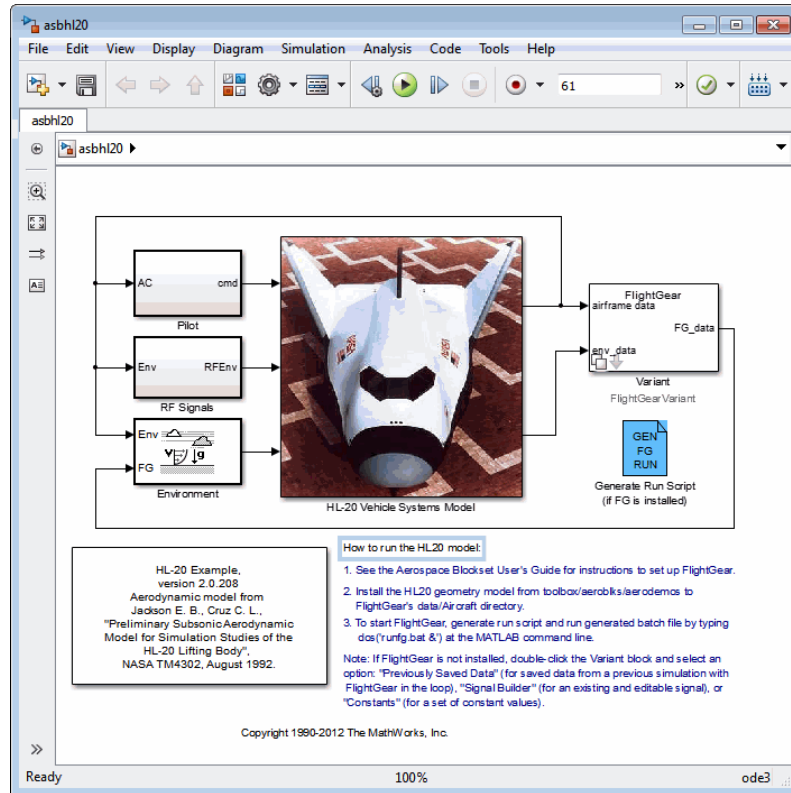 asbhl20
File Edit View Display Diagram Simulation Analysis Code Tools Help
61
»
asbhl20
asbhl20
AC cmd
Pilot
Env RFEnv
RF Signals
Env
V g
FG
Environment
HL-20 Vehicle Systems Model
FlightGear
airframe data
FG_data
env_data
Variant
FlightGearVariant
GEN
FG
RUN
Generate Run Script
(if FG is installed)
HL-20 Example,
version 2.0.208
Aerodynamic model from
Jackson E. B., Cruz C. L.,
"Preliminary Subsonic Aerodynamic
Model for Simulation Studies of the
HL-20 Lifting Body",
NASA TM4302, August 1992.
How to run the HL20 model:
1. See the Aerospace Blockset User's Guide for instructions to set up FlightGear.
2. Install the HL20 geometry model from toolbox/aeroblks/aerodemos to
FlightGear's data/Aircraft directory.
3. To start FlightGear, generate run script and run generated batch file by typing
dos('runfg.bat &') at the MATLAB command line.
Note: If FlightGear is not installed, double-click the Variant block and select an
option: "Previously Saved Data" (for saved data from a previous simulation with
FlightGear in the loop), "Signal Builder" (for an existing and editable signal), or
"Constants" (for a set of constant values).
Copyright 1990-2012 The MathWorks, Inc.
»
Ready 100% ode3